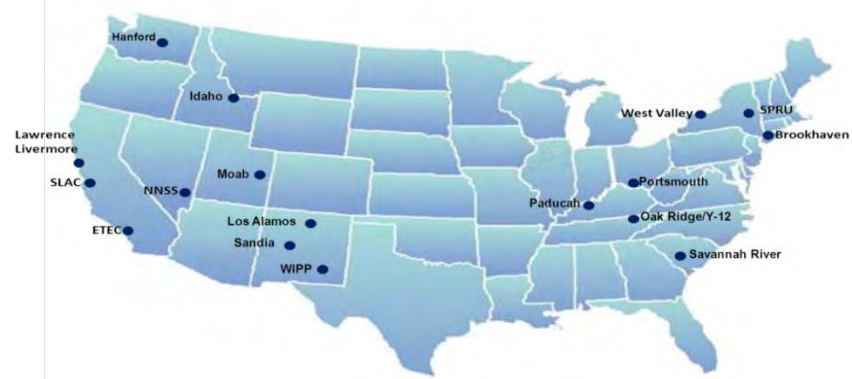 Hanford
Idaho
West Valley
SPRU
Lawrence
Livermore
Brookhaven
SLAC
NNSS
Moab
Portsmouth
Paducah
Los Alamos
Oak Ridge/Y-12
ETEC
Sandia
Savannah River
WIPP